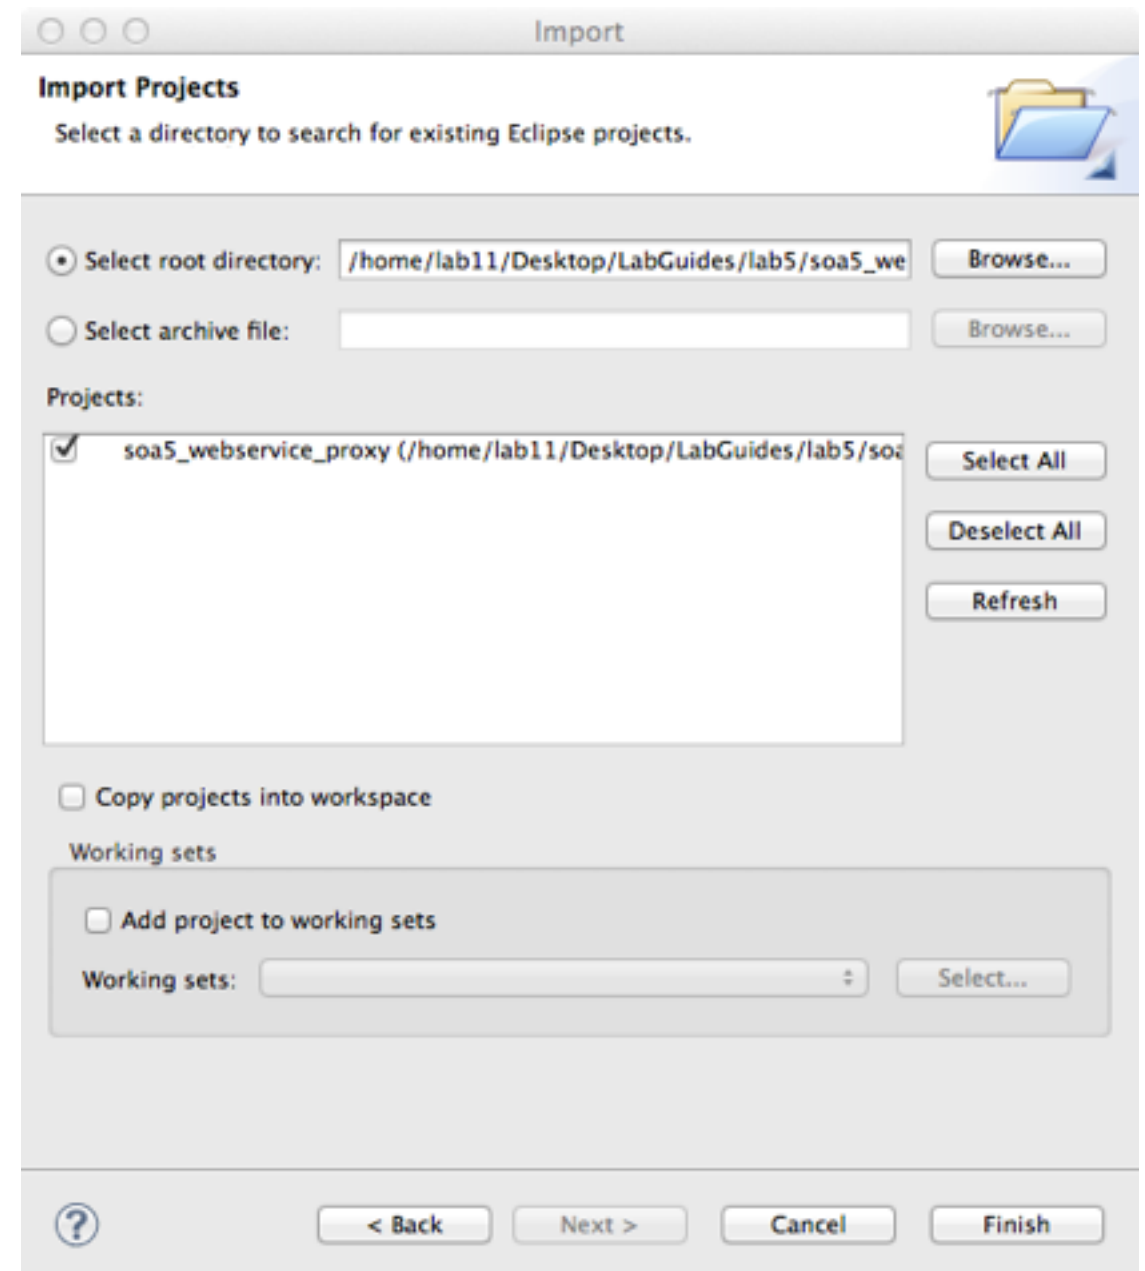 Import
Import Projects
Select a directory to search for existing Eclipse projects.
Select root directory: /home/lab11/Desktop/LabGuides/lab5/soa5_we Browse...
Select archive file: Browse...
Projects:
soa5_webservice_proxy (/home/lab11/Desktop/LabGuides/lab5/soa
Select All
Deselect All
Refresh
Copy projects into workspace
Working sets
Add project to working sets
Working sets: Select...
? < Back Next > Cancel Finish